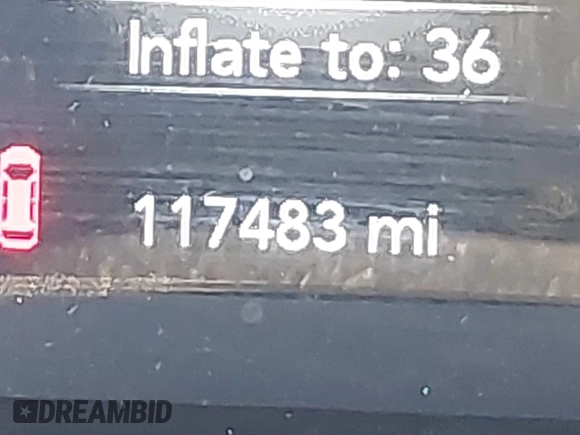 Inflate to: 36
117483 mi
DREAMBID